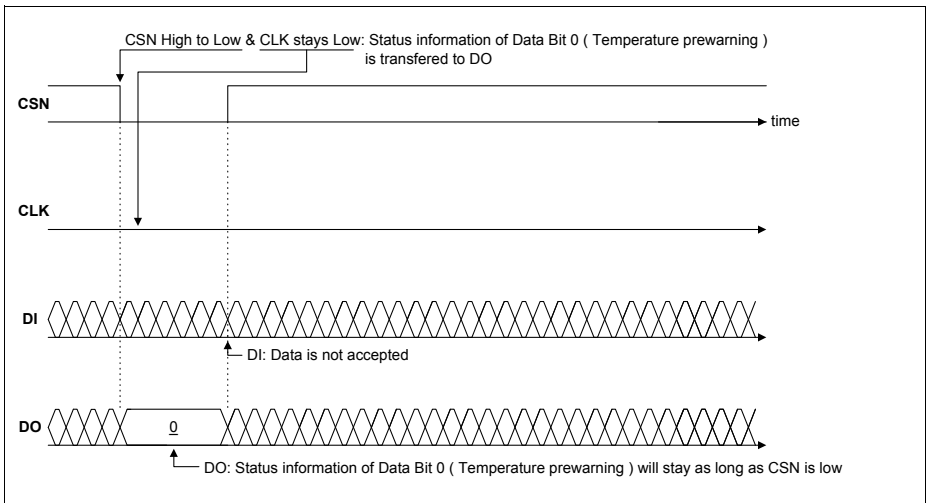 CSN High to Low & CLK stays Low: Status information of Data Bit 0 ( Temperature prewarning )
is transfered to DO
CSN
time
CLK
DI
DI: Data is not accepted
DO
0
DO: Status information of Data Bit 0 ( Temperature prewarning ) will stay as long as CSN is low